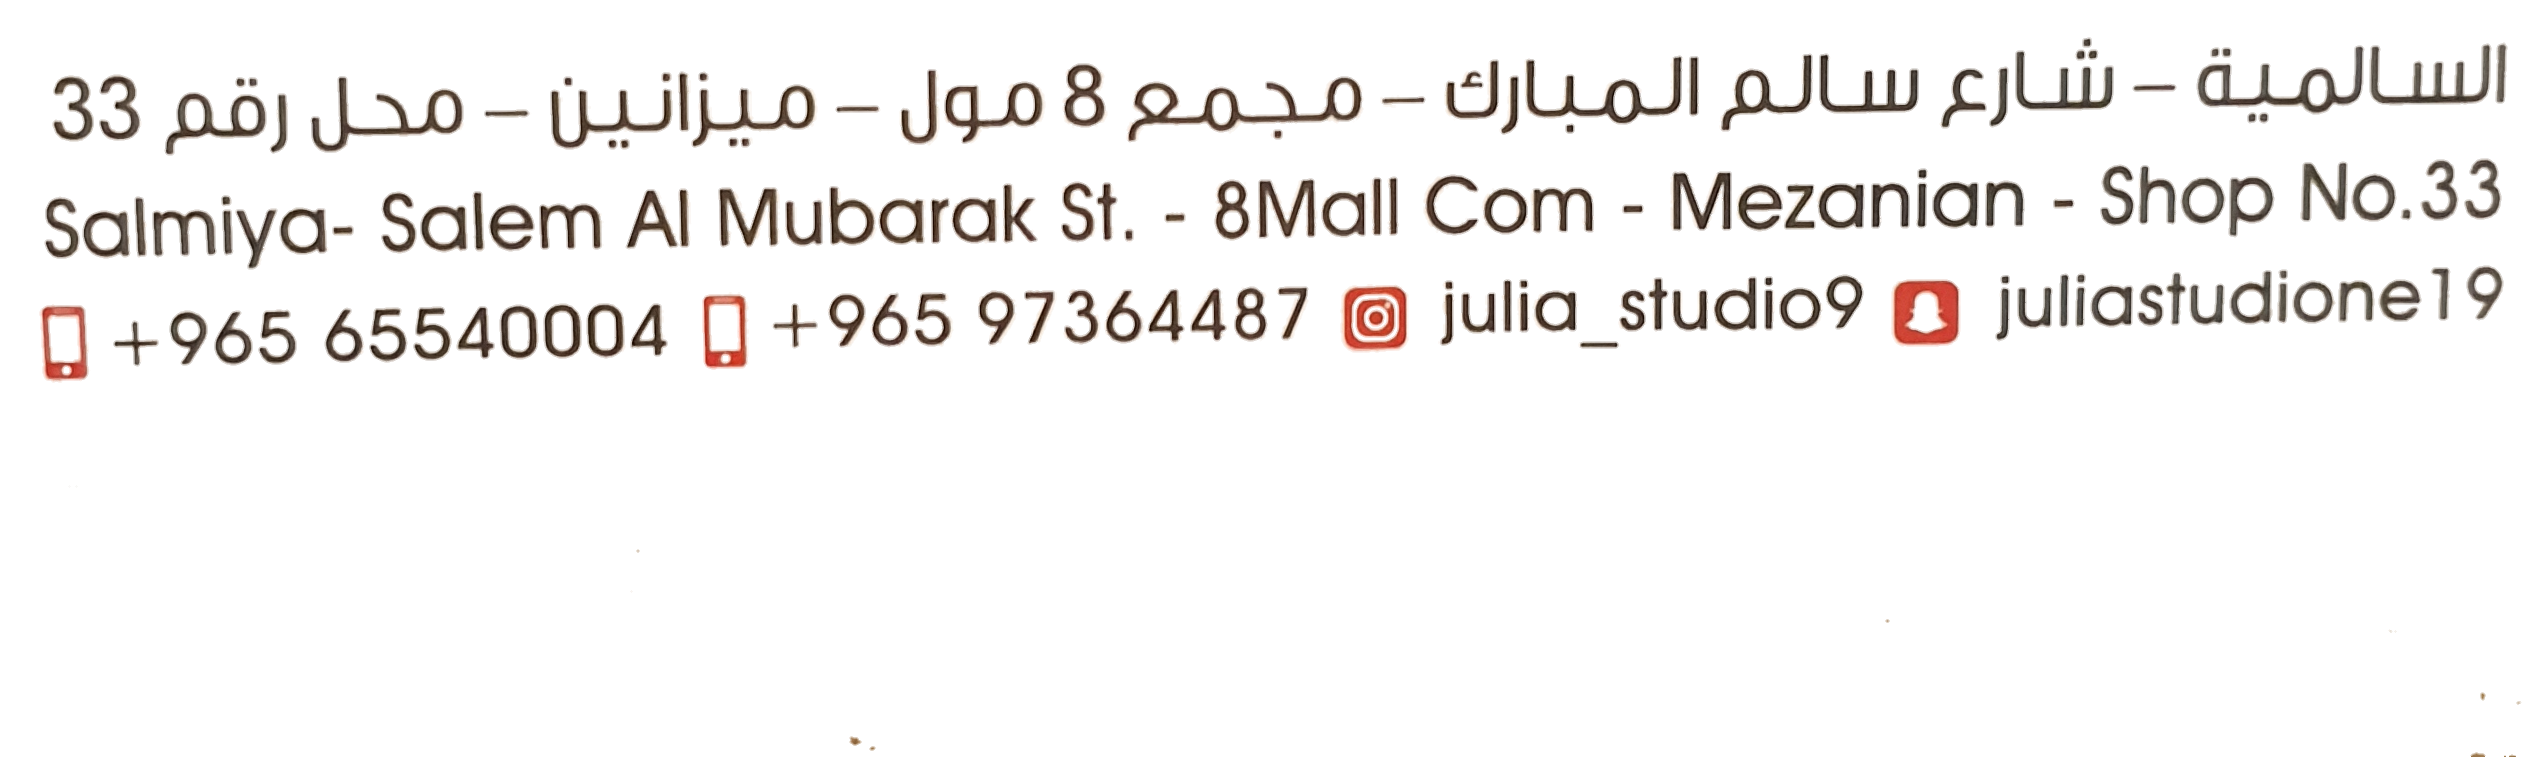 السالمية – شارع سالم المبارك – مجمع 8 مول – ميزانين – محل رقم 33
Salmiya- Salem Al Mubarak St. - 8Mall Com - Mezanian - Shop No.33
+965 65540004 +965 97364487 julia_studio9 juliastudione19